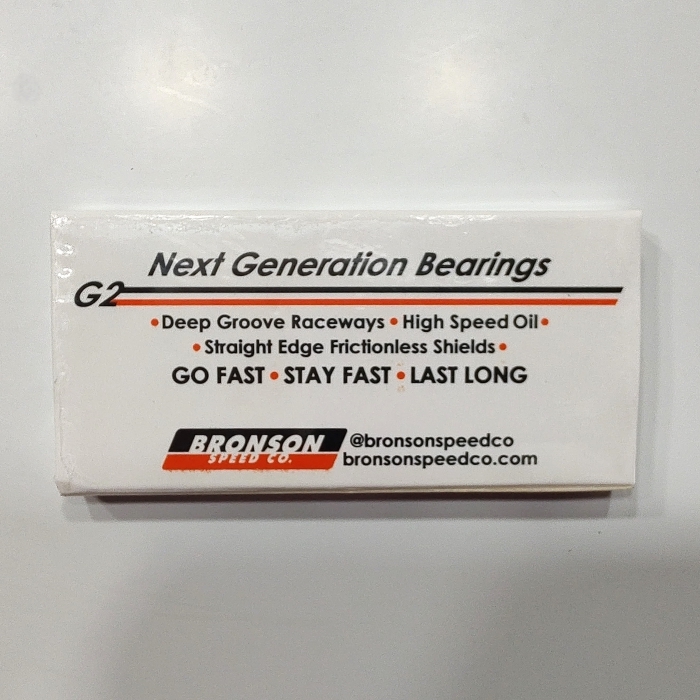 Next Generation Bearings
G2
•Deep Groove Raceways • High Speed Oil•
• Straight Edge Frictionless Shields •
GO FAST • STAY FAST • LAST LONG
BRONSON @bronsonspeedco
SPEED CO. bronsonspeedco.com